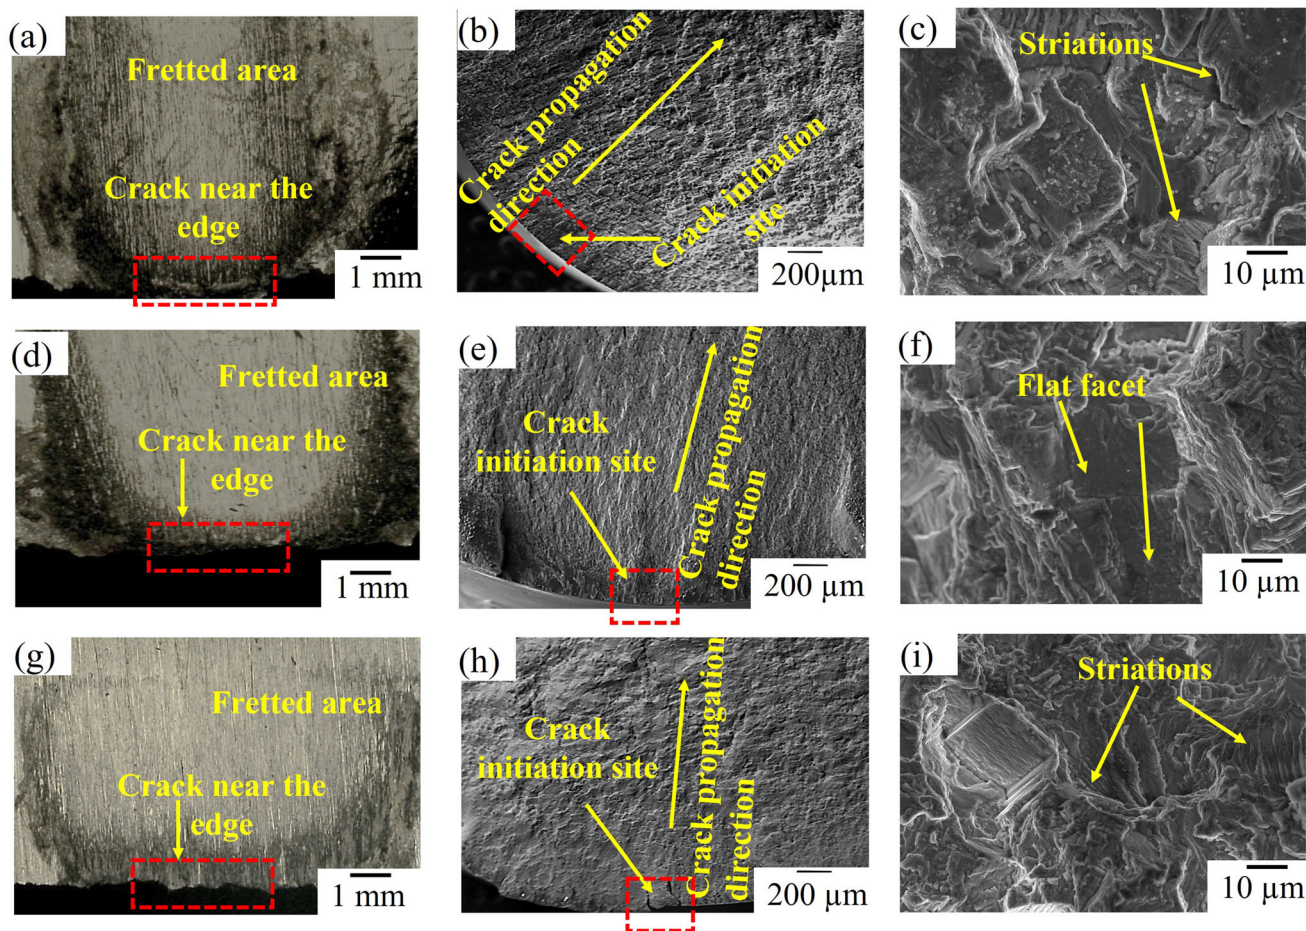 (a)
Fretted area
Crack near the
edge
1 mm
(b)
Crack propagation
direction
Crack initiation
site
200µm
(c)
Striations
10 µm
(d)
Fretted area
Crack near the
edge
1 mm
(e)
Crack
initiation site
Crack propagation
direction
200 µm
(f)
Flat facet
10 µm
(g)
Fretted area
Crack near the
edge
1 mm
(h)
Crack
initiation site
Crack propagation
direction
200 µm
(i)
Striations
10 µm